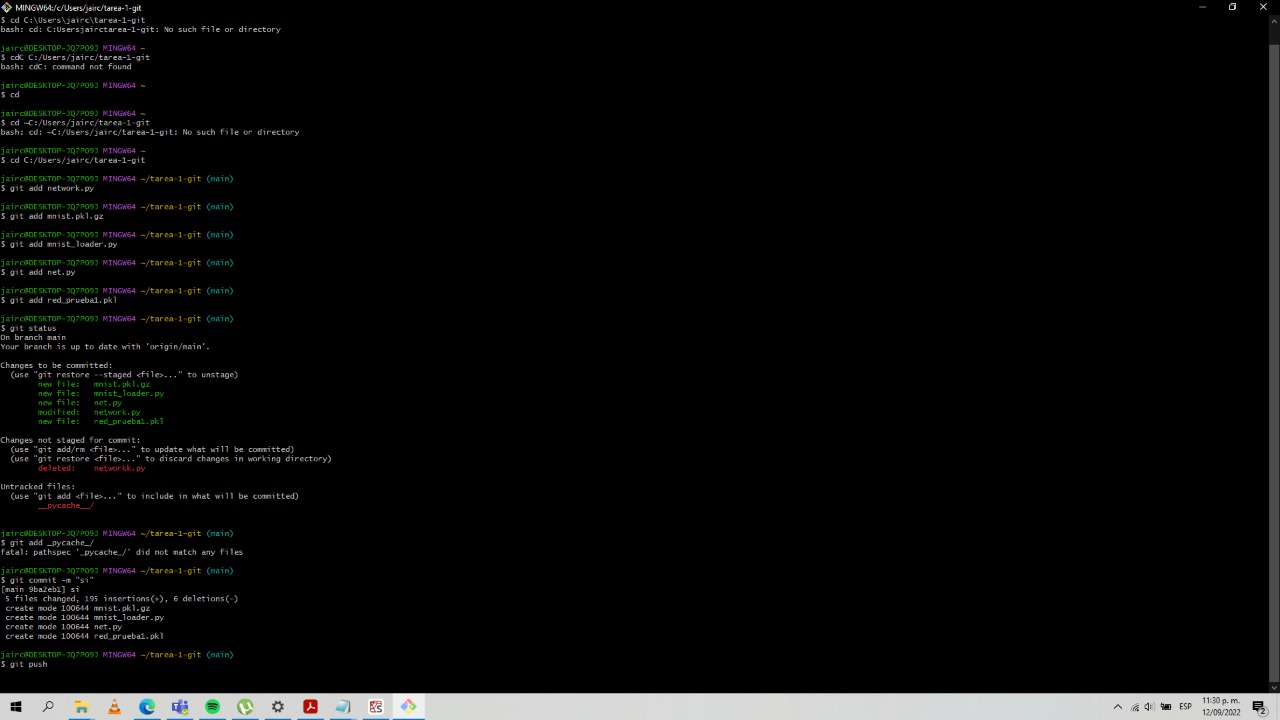 MINGW64:/c/Users/jairc/tarea-1-git
$ cd C:\Users\jairc\tarea-1-git
bash: cd: C:Usersjairctarea-1-git: No such file or directory
jairc@DESKTOP-JQ7PO9J MINGW64 ~
$ cdC C:/Users/jairc/tarea-1-git
bash: cdC: command not found
jairc@DESKTOP-JQ7PO9J MINGW64 ~
$ cd
jairc@DESKTOP-JQ7PO9J MINGW64 ~
$ cd ~C:/Users/jairc/tarea-1-git
bash: cd: ~C:/Users/jairc/tarea-1-git: No such file or directory
jairc@DESKTOP-JQ7PO9J MINGW64 ~
$ cd C:/Users/jairc/tarea-1-git
jairc@DESKTOP-JQ7PO9J MINGW64 ~/tarea-1-git (main)
$ git add network.py
jairc@DESKTOP-JQ7PO9J MINGW64 ~/tarea-1-git (main)
$ git add mnist.pkl.gz
jairc@DESKTOP-JQ7PO9J MINGW64 ~/tarea-1-git (main)
$ git add mnist_loader.py
jairc@DESKTOP-JQ7PO9J MINGW64 ~/tarea-1-git (main)
$ git add net.py
jairc@DESKTOP-JQ7PO9J MINGW64 ~/tarea-1-git (main)
$ git add red_prueba1.pkl
jairc@DESKTOP-JQ7PO9J MINGW64 ~/tarea-1-git (main)
$ git status
On branch main
Your branch is up to date with 'origin/main'.
Changes to be committed:
(use "git restore --staged <file>..." to unstage)
new file: mnist.pkl.gz
new file: mnist_loader.py
new file: net.py
modified: network.py
new file: red_prueba1.pkl
Changes not staged for commit:
(use "git add/rm <file>..." to update what will be committed)
(use "git restore <file>..." to discard changes in working directory)
deleted: networkk.py
Untracked files:
(use "git add <file>..." to include in what will be committed)
__pycache__/
jairc@DESKTOP-JQ7PO9J MINGW64 ~/tarea-1-git (main)
$ git add _pycache_/
fatal: pathspec '_pycache_/' did not match any files
jairc@DESKTOP-JQ7PO9J MINGW64 ~/tarea-1-git (main)
$ git commit -m "si"
[main 9ba2eb1] si
5 files changed, 195 insertions(+), 6 deletions(-)
create mode 100644 mnist.pkl.gz
create mode 100644 mnist_loader.py
create mode 100644 net.py
create mode 100644 red_prueba1.pkl
jairc@DESKTOP-JQ7PO9J MINGW64 ~/tarea-1-git (main)
$ git push
ESP
11:30 p. m.
12/09/2022
2